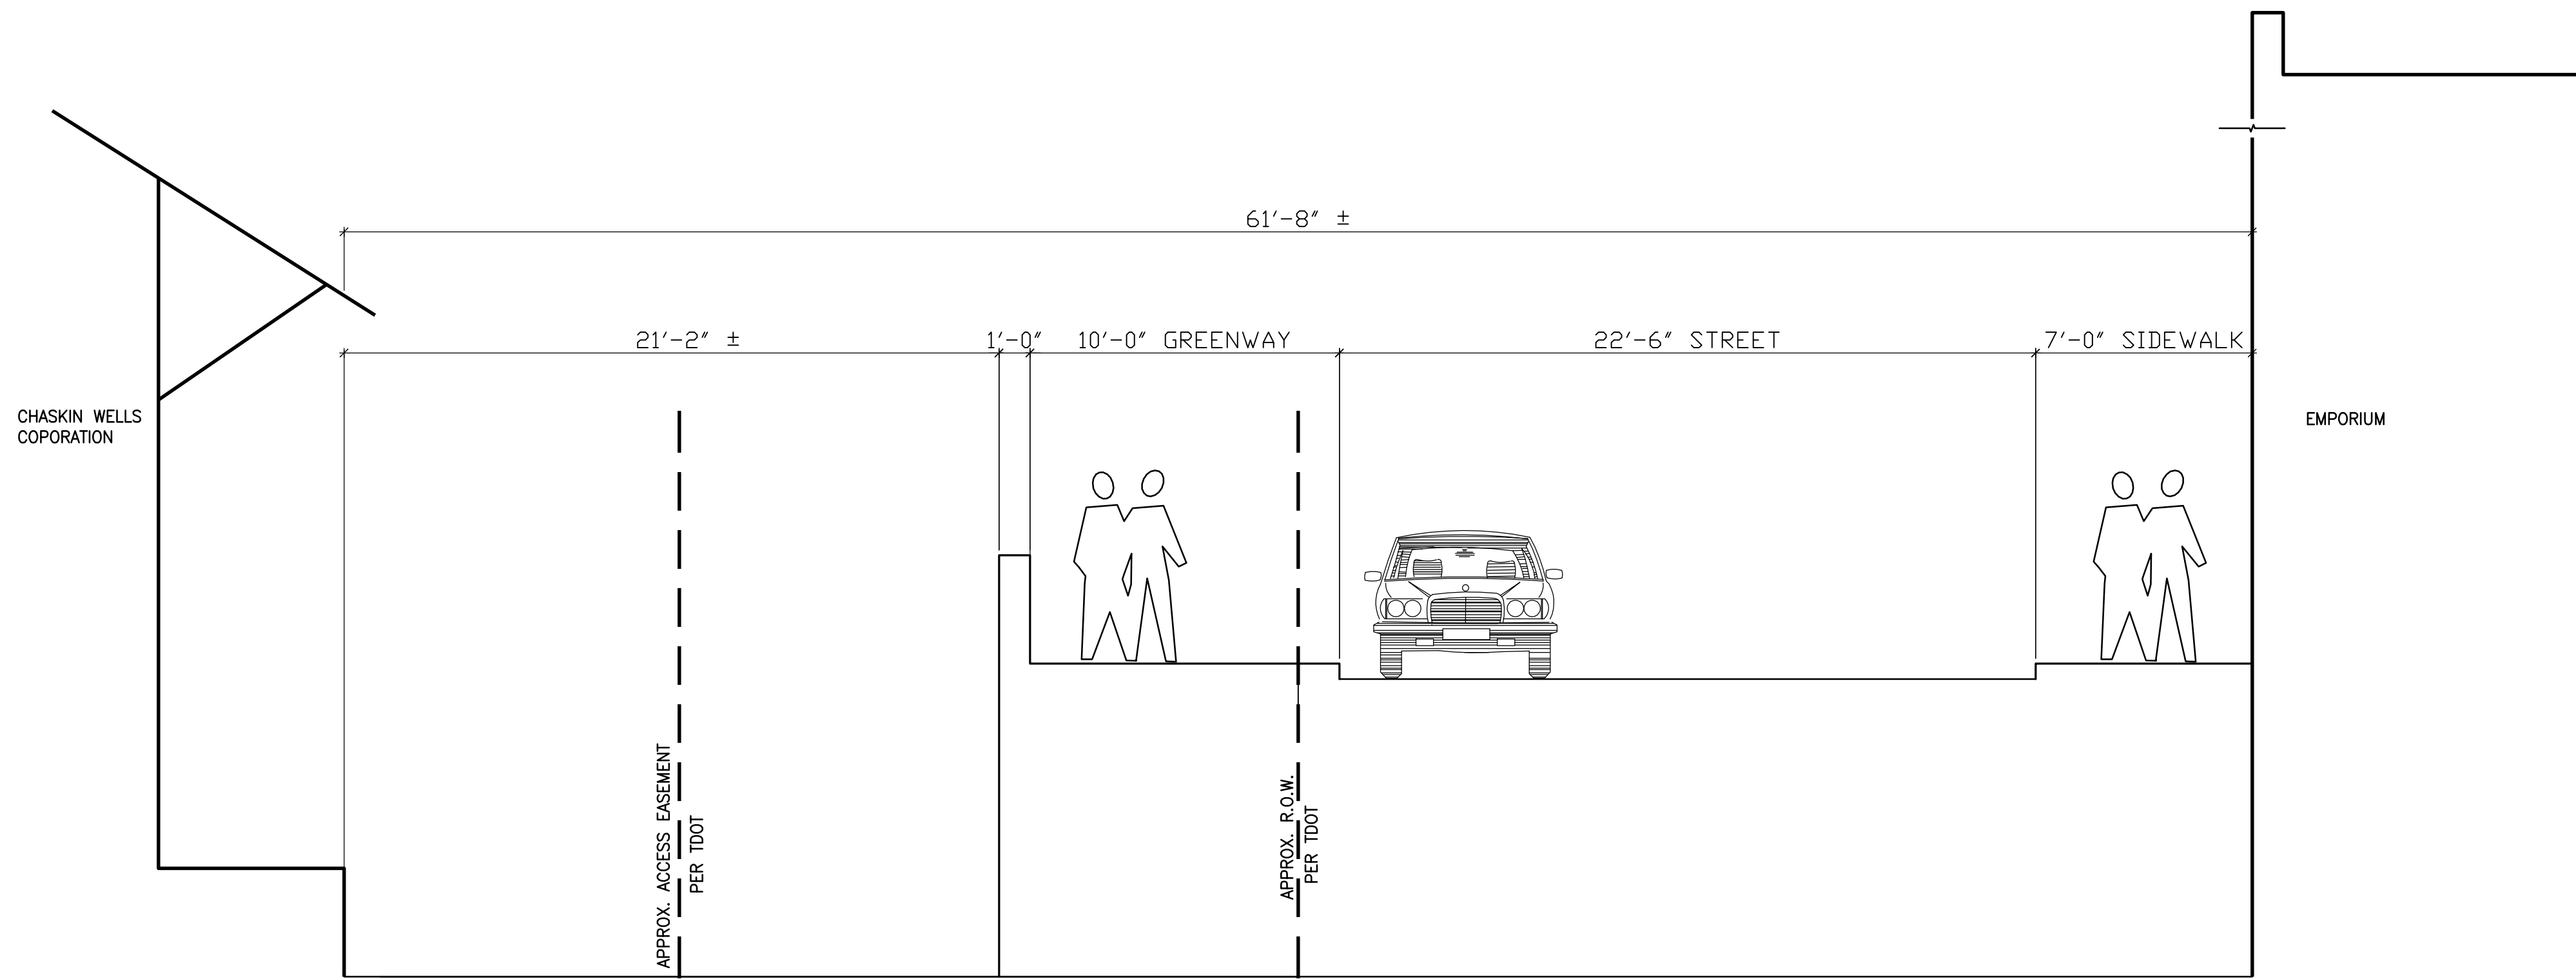 61'-8" ±
21'-2" ±
1'-0"
10'-0" GREENWAY
22'-6" STREET
7'-0" SIDEWALK
CHASKIN WELLS
COPORATION
EMPORIUM
APPROX. ACCESS EASEMENT
PER TDOT
APPROX. R.O.W.
PER TDOT